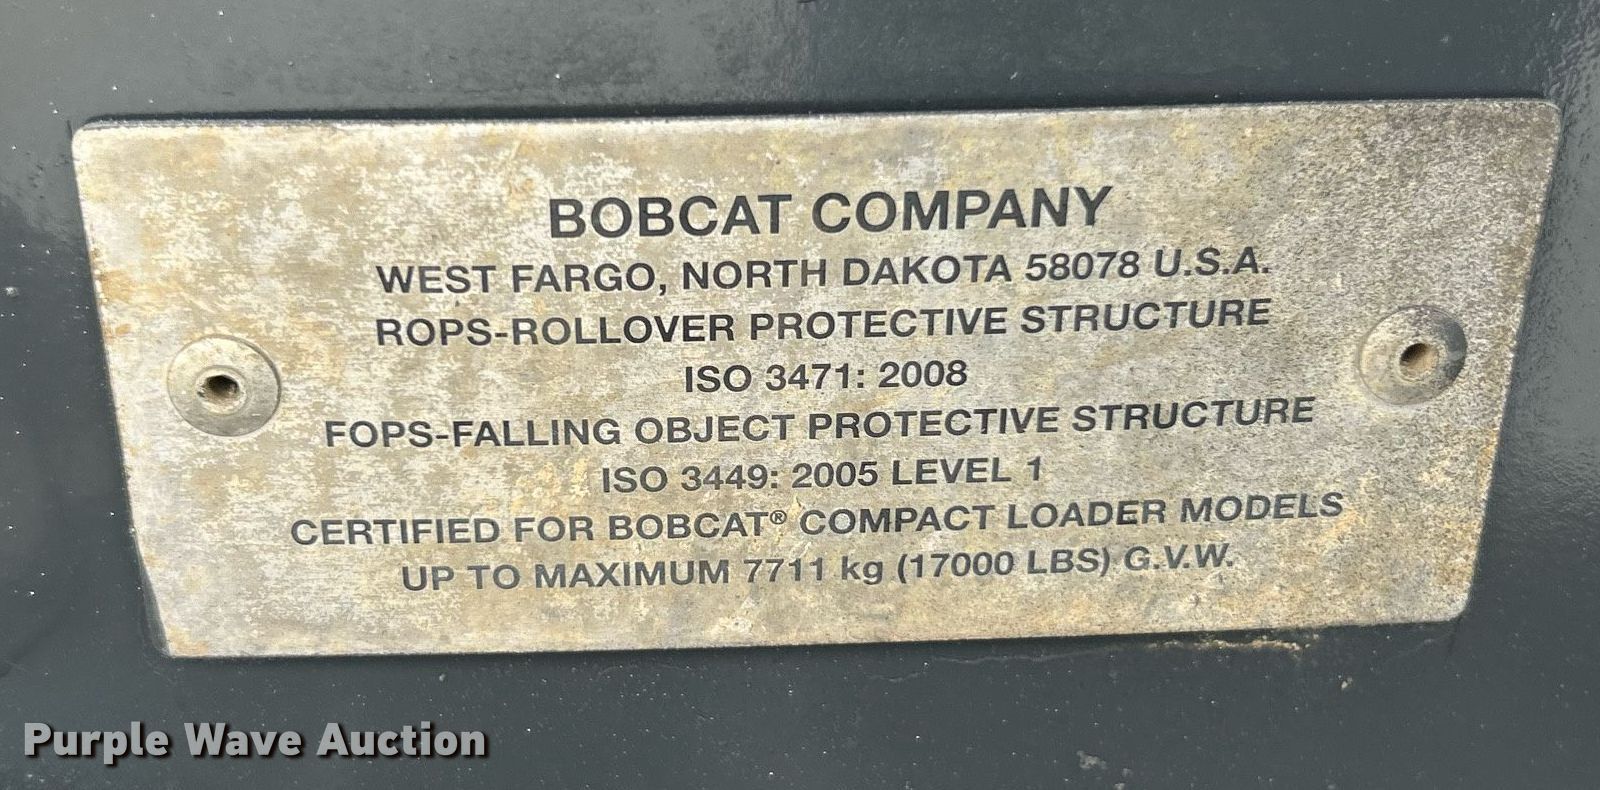 BOBCAT COMPANY
WEST FARGO, NORTH DAKOTA 58078 U.S.A.
ROPS-ROLLOVER PROTECTIVE STRUCTURE
ISO 3471: 2008
FOPS-FALLING OBJECT PROTECTIVE STRUCTURE
ISO 3449: 2005 LEVEL 1
CERTIFIED FOR BOBCAT® COMPACT LOADER MODELS
UP TO MAXIMUM 7711 kg (17000 LBS) G.V.W.
Purple Wave Auction